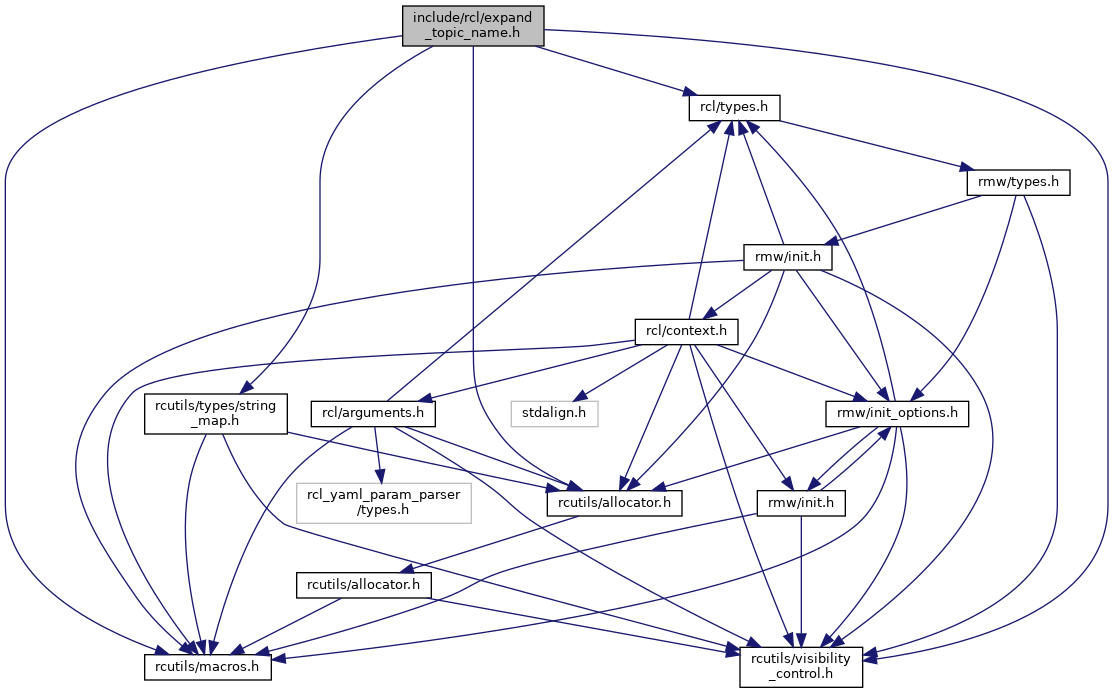 include/rcl/expand
_topic_name.h
rcl/types.h
rmw/types.h
rmw/init.h
rcl/context.h
rcutils/types/string
_map.h
rcl/arguments.h
stdalign.h
rmw/init_options.h
rcl_yaml_param_parser
/types.h
rcutils/allocator.h
rmw/init.h
rcutils/allocator.h
rcutils/macros.h
rcutils/visibility
_control.h